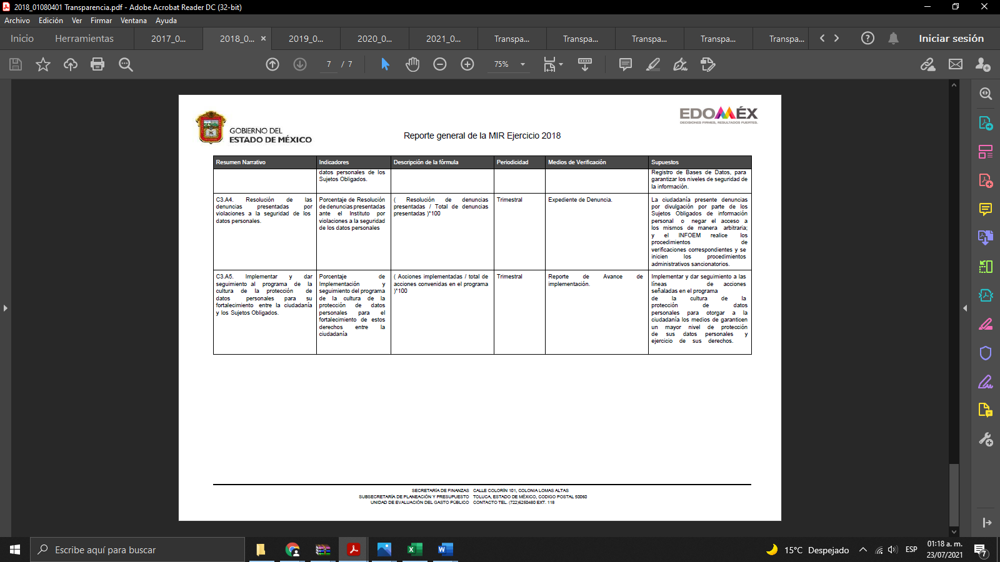 2018_01080401 Transparencia.pdf - Adobe Acrobat Reader DC (32-bit)
Archivo Edición Ver Firmar Ventana Ayuda
Inicio Herramientas 2017_0... 2018_0... 2019_0... 2020_0... 2021_0... Transpa... Transpa... Transpa... Transpa... Transpa... Iniciar sesión
7 / 7 75%
GOBIERNO DEL
ESTADO DE MÉXICO
EDOMÉX
DECISIONES FIRMES, RESULTADOS FUERTES.
Reporte general de la MIR Ejercicio 2018
Resumen Narrativo Indicadores Descripción de la fórmula Periodicidad Medios de Verificación Supuestos
datos personales de los
Sujetos Obligados.
Registro de Bases de Datos, para
garantizar los niveles de seguridad de
la información.
C3.A4. Resolución de las
denuncias presentadas por
violaciones a la seguridad de los
datos personales.
Porcentaje de Resolución
de denuncias presentadas
ante el Instituto por
violaciones a la seguridad
de los datos personales
( Resolución de denuncias
presentadas / Total de denuncias
presentadas )*100
Trimestral
Expediente de Denuncia.
La ciudadanía presente denuncias
por divulgación por parte de los
Sujetos Obligados de información
personal o negar el acceso a
los mismos de manera arbitraria;
y el INFOEM realice los
procedimientos de
verificaciones correspondientes y se
inicien los procedimientos
administrativos sancionatorios.
C3.A5. Implementar y dar
seguimiento al programa de la
cultura de la protección de
datos personales para su
fortalecimiento entre la ciudadanía
y los Sujetos Obligados.
Porcentaje de
Implementación y
seguimiento del programa
de la cultura de la
protección de datos
personales para el
fortalecimiento de estos
derechos entre la
ciudadanía
( Acciones implementadas / total de
acciones convenidas en el programa
)*100
Trimestral
Reporte de Avance de
implementación.
Implementar y dar seguimiento a las
líneas de acciones
señaladas en el programa
de la cultura de la
protección de datos
personales para otorgar a la
ciudadanía los medios de garanticen
un mayor nivel de protección
de sus datos personales y
ejercicio de sus derechos.
SECRETARÍA DE FINANZAS CALLE COLORÍN 101, COLONIA LOMAS ALTAS
SUBSECRETARÍA DE PLANEACIÓN Y PRESUPUESTO TOLUCA, ESTADO DE MÉXICO, CODIGO POSTAL 50060
UNIDAD DE EVALUACIÓN DEL GASTO PÚBLICO CONTACTO TEL. (722)6250480 EXT. 118
Escribe aquí para buscar
15°C Despejado
ESP
01:18 a. m.
23/07/2021
7